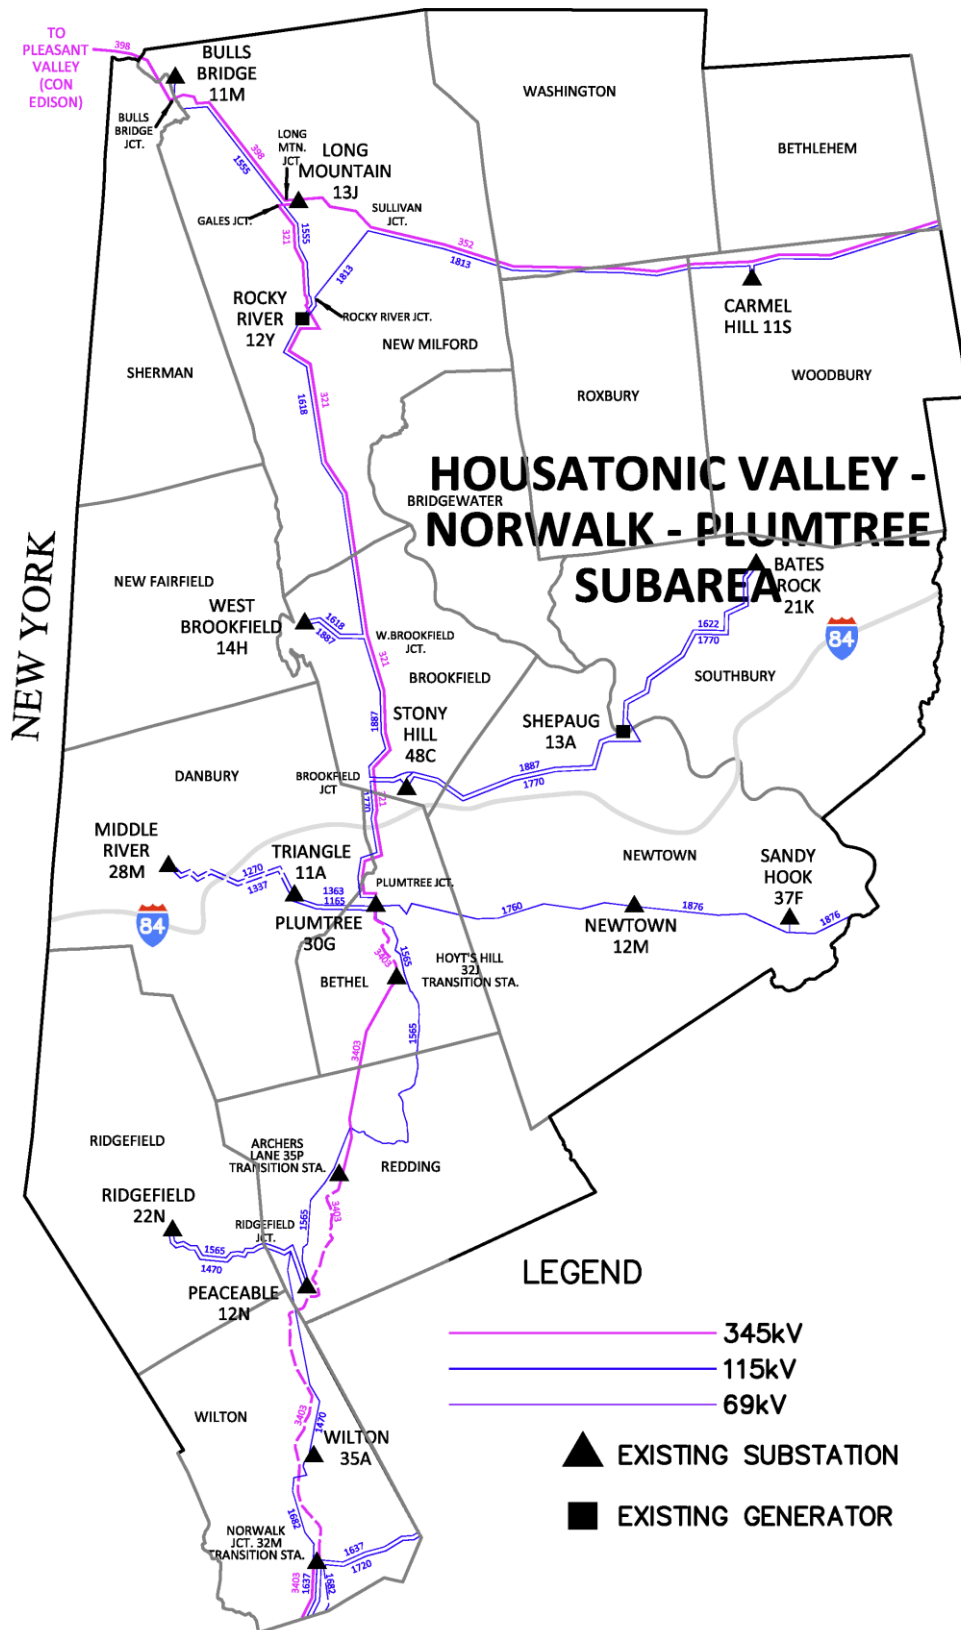 TO
PLEASANT
VALLEY
(CON
EDISON)
398
BULLS
BRIDGE
11M
BULLS
BRIDGE
JCT.
WASHINGTON
BETHLEHEM
398
1555
LONG
MTN.
JCT.
LONG
MOUNTAIN
13J
GALES JCT.
321
1555
SULLIVAN
JCT.
352
1813
1813
ROCKY
RIVER
12Y
ROCKY RIVER JCT.
NEW MILFORD
CARMEL
HILL 11S
SHERMAN
1618
321
ROXBURY
WOODBURY
HOUSATONIC VALLEY -
NORWALK - PLUMTREE
SUBAREA
BRIDGEWATER
NEW YORK
NEW FAIRFIELD
WEST
BROOKFIELD
14H
1618
1887
W.BROOKFIELD
JCT.
321
BROOKFIELD
BATES
ROCK
21K
1622
1770
84
SOUTHBURY
1887
STONY
HILL
48C
SHEPAUG
13A
DANBURY
BROOKFIELD
JCT
1770
321
1887
1770
MIDDLE
RIVER
28M
1270
1337
TRIANGLE
11A
1363
1165
PLUMTREE JCT.
PLUMTREE
30G
84
NEWTOWN
SANDY
HOOK
37F
1760
NEWTOWN
12M
1876
1876
BETHEL
3403
1565
HOYT'S HILL
32J
TRANSITION STA.
3403
1565
RIDGEFIELD
ARCHERS
LANE 35P
TRANSITION STA.
REDDING
RIDGEFIELD
22N
3403
1565
RIDGEFIELD
JCT.
1565
1470
PEACEABLE
12N
LEGEND
345kV
115kV
69kV
EXISTING SUBSTATION
EXISTING GENERATOR
WILTON
3403
1470
WILTON
35A
1682
NORWALK
JCT. 32M
TRANSITION STA.
1637
1720
3403
1637
1682